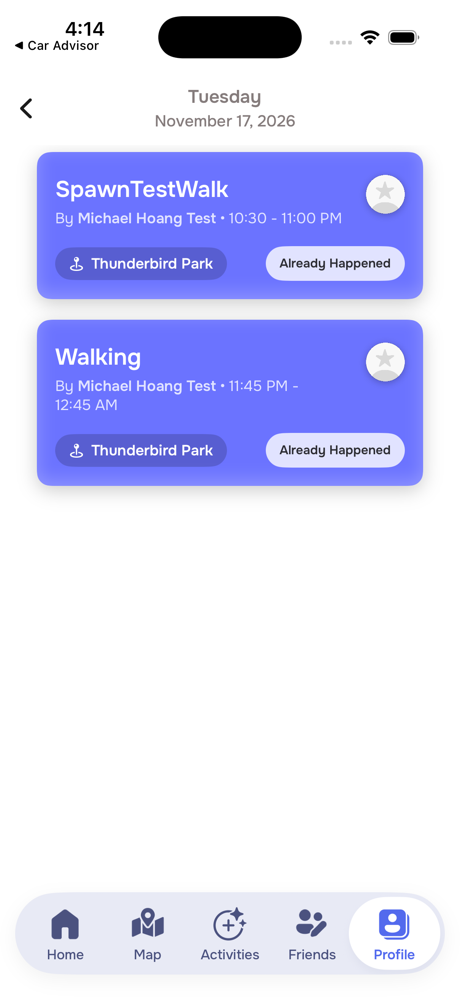 4:14
◀ Car Advisor
Tuesday
November 17, 2026
SpawnTestWalk
By Michael Hoang Test • 10:30 - 11:00 PM
Thunderbird Park
Already Happened
Walking
By Michael Hoang Test • 11:45 PM -
12:45 AM
Thunderbird Park
Already Happened
Home
Map
Activities
Friends
Profile